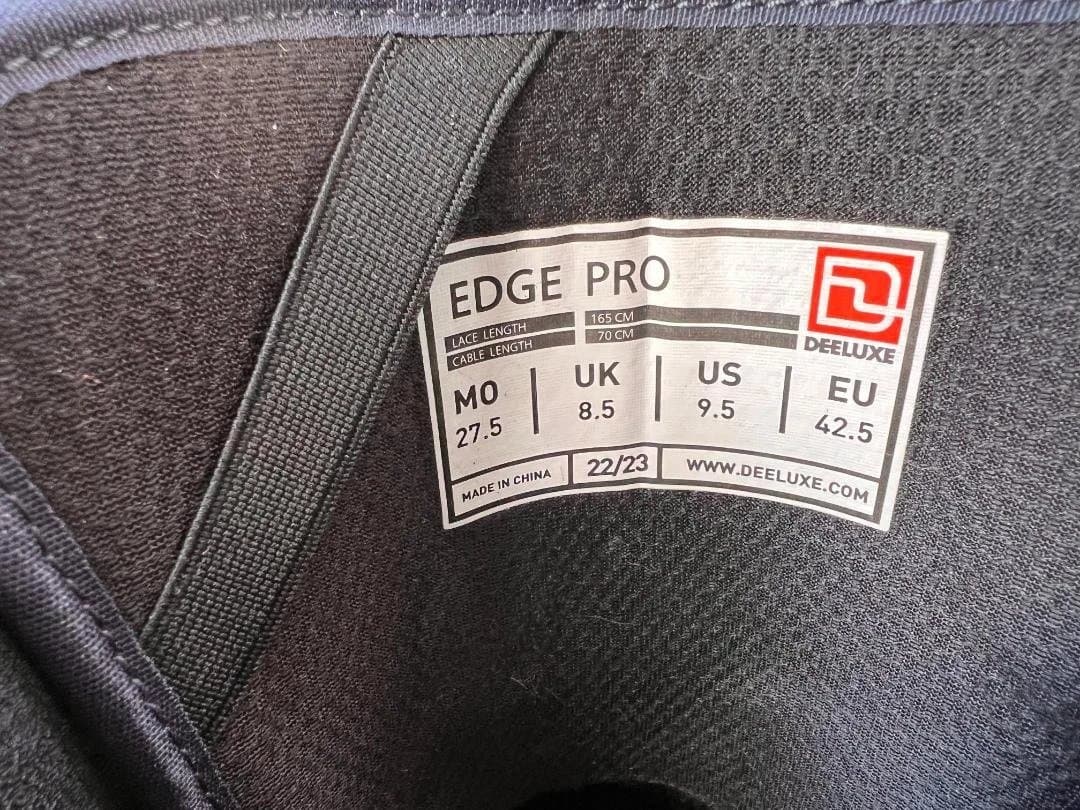 EDGE PRO
LACE LENGTH 165 CM
CABLE LENGTH 70 CM
DEELUXE
MO UK US EU
27.5 8.5 9.5 42.5
MADE IN CHINA 22/23 WWW.DEELUXE.COM